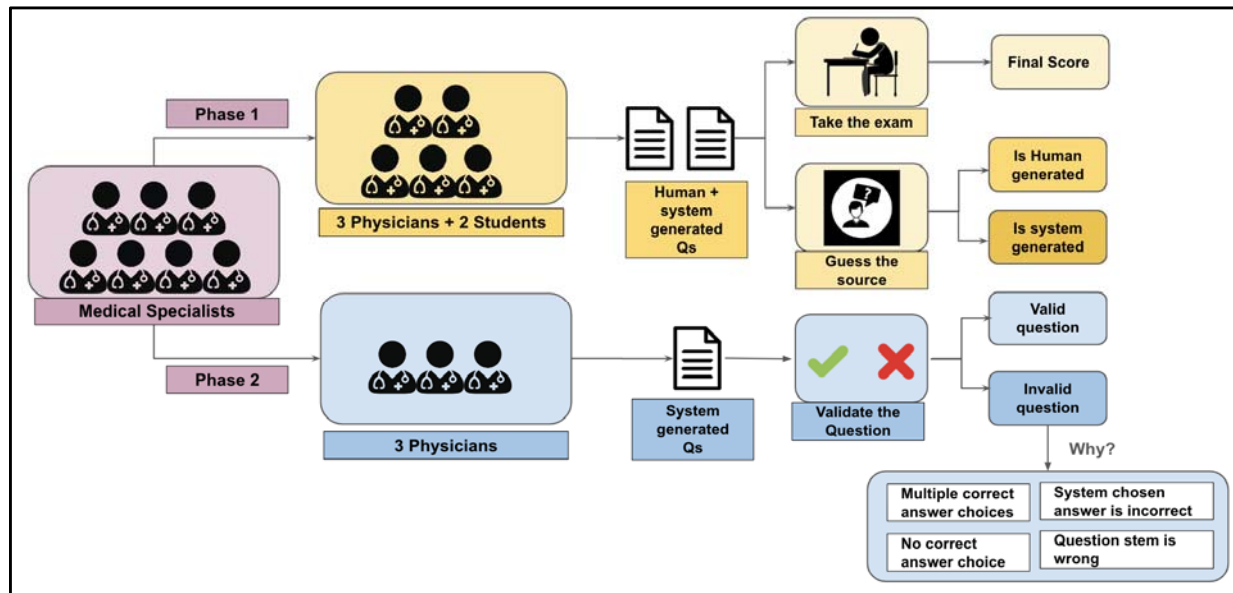 Phase 1
Medical Specialists
Phase 2
3 Physicians + 2 Students
Human +
system
generated
Qs
Take the exam
Final Score
?
Guess the
source
Is Human
generated
Is system
generated
3 Physicians
System
generated
Qs
Validate the
Question
Valid
question
Invalid
question
Why?
Multiple correct
answer choices
System chosen
answer is incorrect
No correct
answer choice
Question stem is
wrong